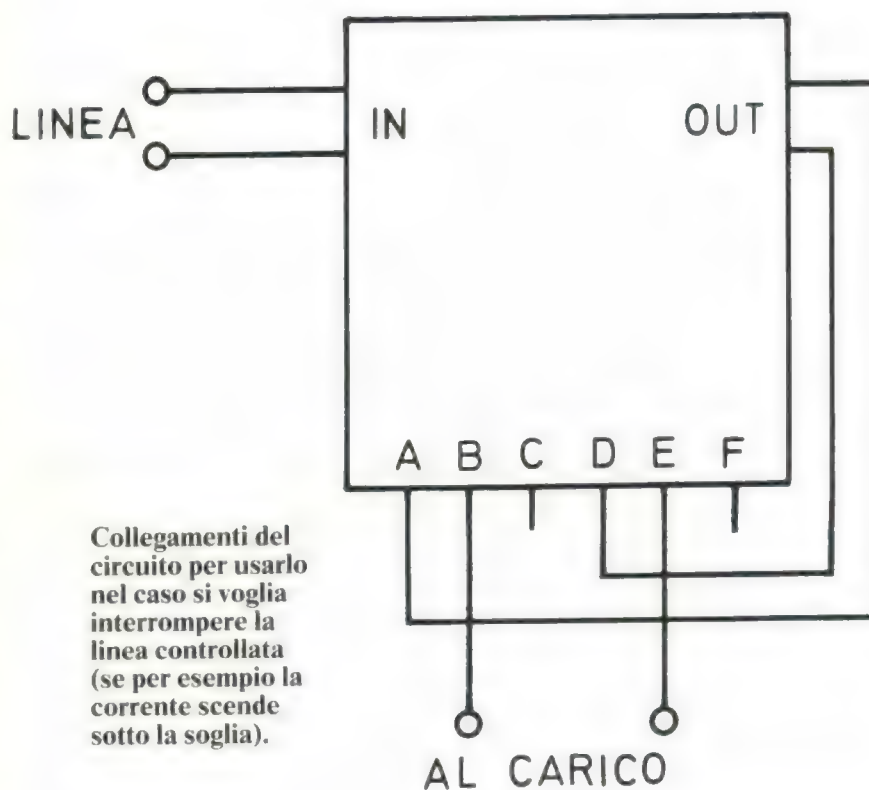 LINEA
IN
OUT
A B C D E F
Collegamenti del
circuito per usarlo
nel caso si voglia
interrompere la
linea controllata
(se per esempio la
corrente scende
sotto la soglia).
AL CARICO